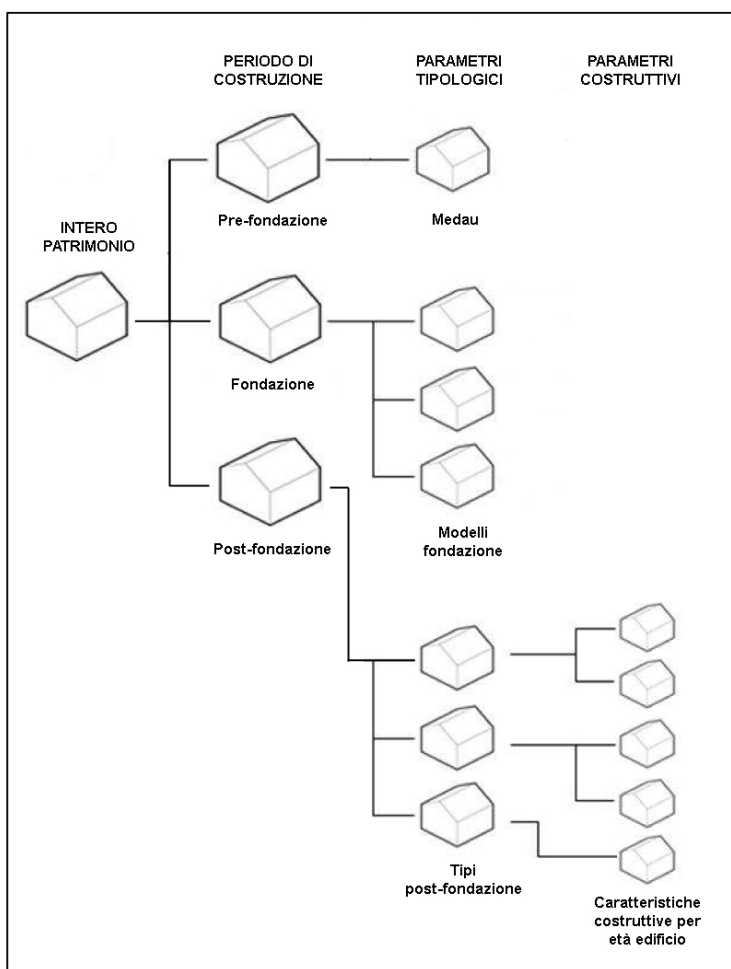 PERIODO DI
COSTRUZIONE
PARAMETRI
TIPOLOGICI
PARAMETRI
COSTRUTTIVI
INTERO
PATRIMONIO
Pre-fondazione
Medau
Fondazione
Post-fondazione
Modelli
fondazione
Tipi
post-fondazione
Caratteristiche
costruttive per
età edificio